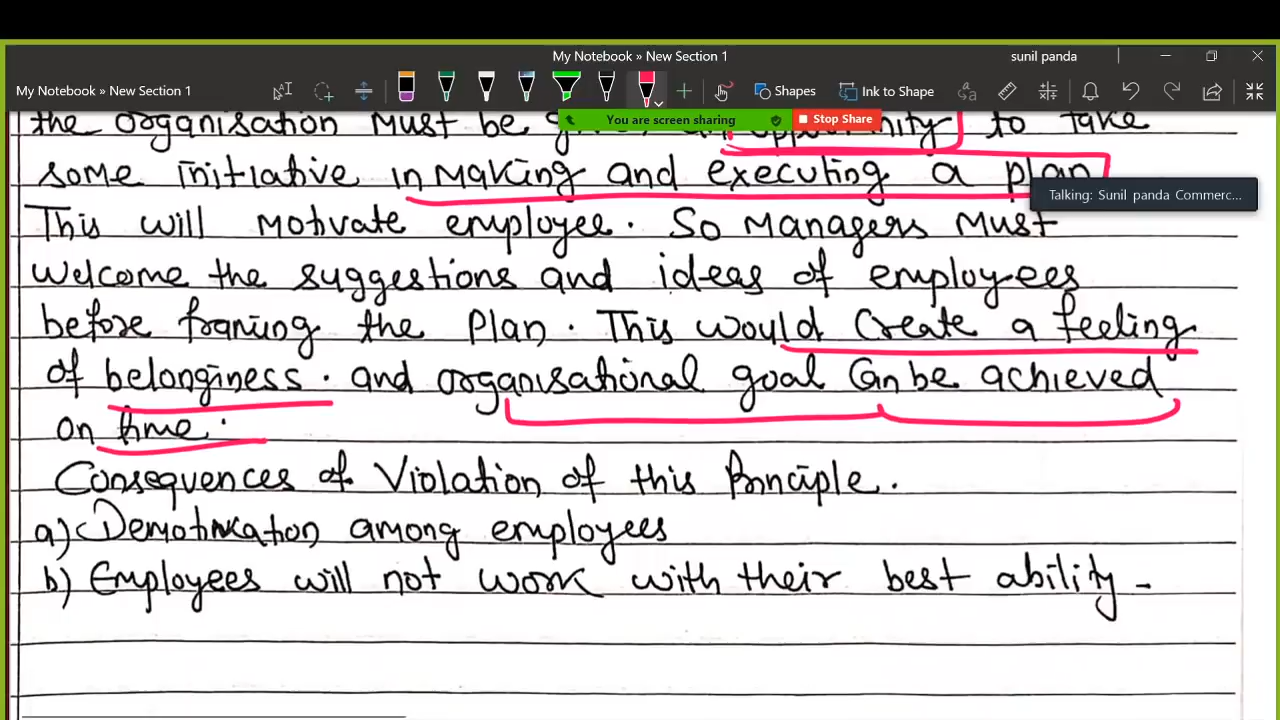 My Notebook » New Section 1
sunil panda
My Notebook » New Section 1
Shapes
Ink to Shape
You are screen sharing
Stop Share
the organisation must be to take
some initiative in making and executing a plan
Talking: Sunil panda Commerc...
This will motivate employee. So Managers Must
Welcome the suggestions and ideas of employees
before framing the Plan. This would Create a feeling
of belonginess. and organisational goal Can be achieved
on time.
Consequences of Violation of this Principle.
a) Demotivation among employees
b) Employees will not work with their best ability -